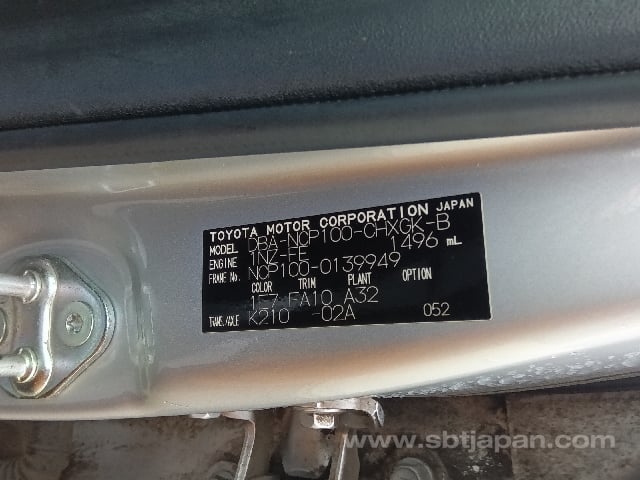 TOYOTA MOTOR CORPORATION JAPAN
MODEL DBA-NCP100-CHXGK-B
ENGINE 1NZ-FE 1496 mL
FRAME NO. NCP100-0139949
COLOR TRIM PLANT OPTION
1F7 FA10 A32
TRANS./AXLE K210 -02A 052
www.sbtjapan.com